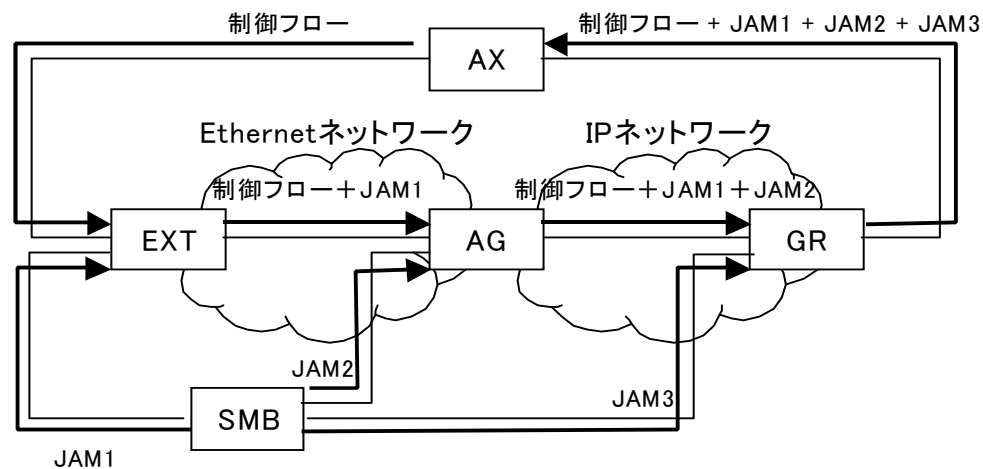 制御フロー
制御フロー + JAM1 + JAM2 + JAM3
AX
Ethernetネットワーク
IPネットワーク
制御フロー+JAM1
制御フロー+JAM1+JAM2
EXT
AG
GR
JAM2
JAM3
SMB
JAM1